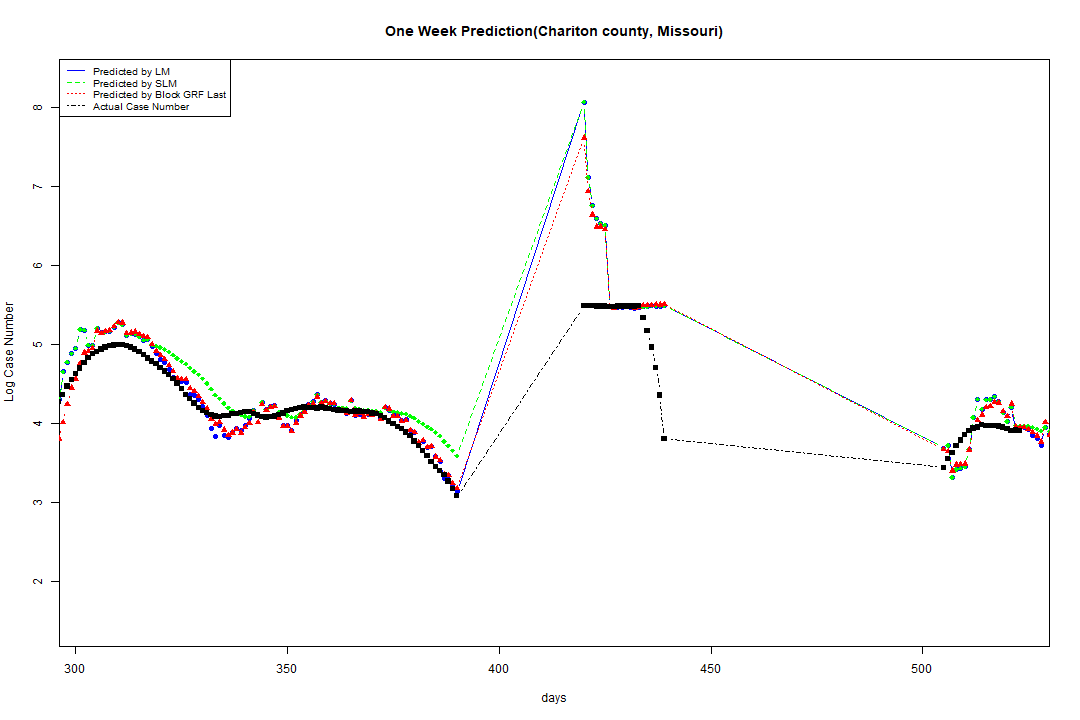 One Week Prediction(Chariton county, Missouri)
Predicted by LM
Predicted by SLM
Predicted by Block GRF Last
Actual Case Number
Log Case Number
8
7
6
5
4
3
2
300 350 400 450 500
days